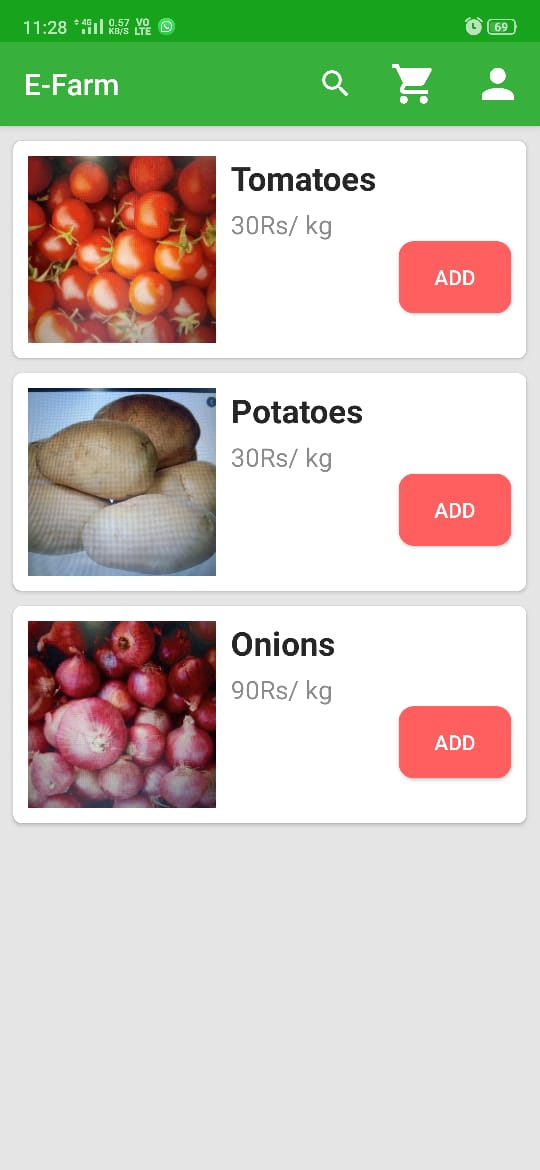 11:28 4G 0.57 KB/S VO LTE 69
E-Farm
Tomatoes
30Rs/ kg
ADD
Potatoes
30Rs/ kg
ADD
Onions
90Rs/ kg
ADD